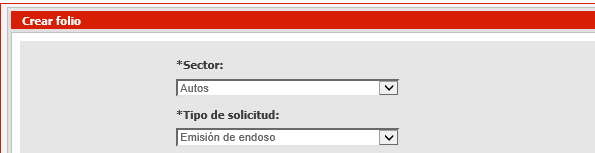 Crear folio
*Sector:
Autos
*Tipo de solicitud:
Emisión de endoso